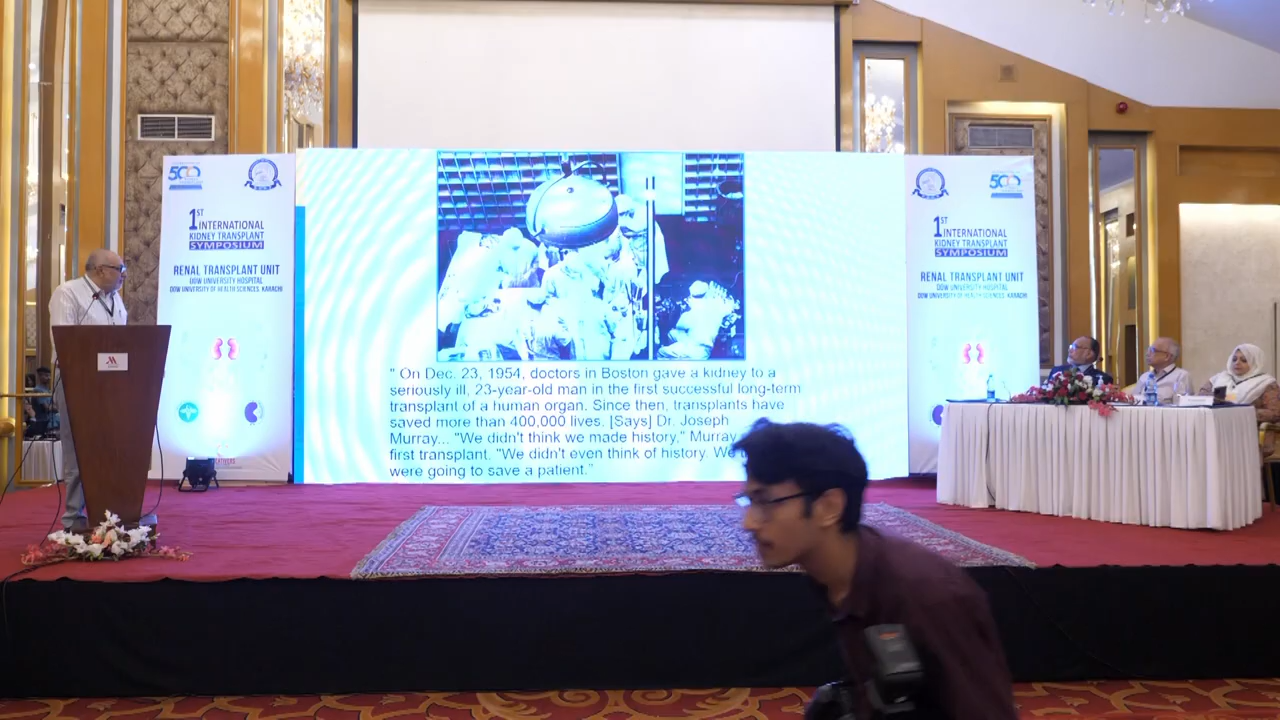 500
1ST
INTERNATIONAL
KIDNEY TRANSPLANT
SYMPOSIUM
RENAL TRANSPLANT UNIT
DOW UNIVERSITY HOSPITAL
DOW UNIVERSITY OF HEALTH SCIENCES, KARACHI
" On Dec. 23, 1954, doctors in Boston gave a kidney to a
seriously ill, 23-year-old man in the first successful long-term
transplant of a human organ. Since then, transplants have
saved more than 400,000 lives. [Says] Dr. Joseph
Murray... "We didn't think we made history," Murray
first transplant. "We didn't even think of history. We
were going to save a patient."
500
1ST
INTERNATIONAL
KIDNEY TRANSPLANT
SYMPOSIUM
RENAL TRANSPLANT UNIT
DOW UNIVERSITY HOSPITAL
DOW UNIVERSITY OF HEALTH SCIENCES, KARACHI